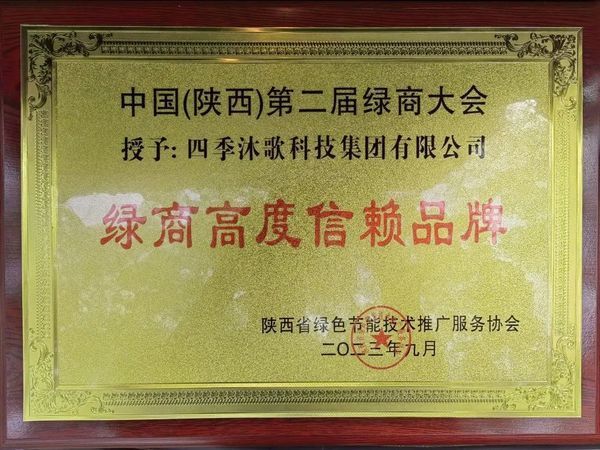 中国(陕西)第二届绿商大会
授予: 四季沐歌科技集团有限公司
绿商高度信赖品牌
陕西省绿色节能技术推广服务协会
二〇二三年九月